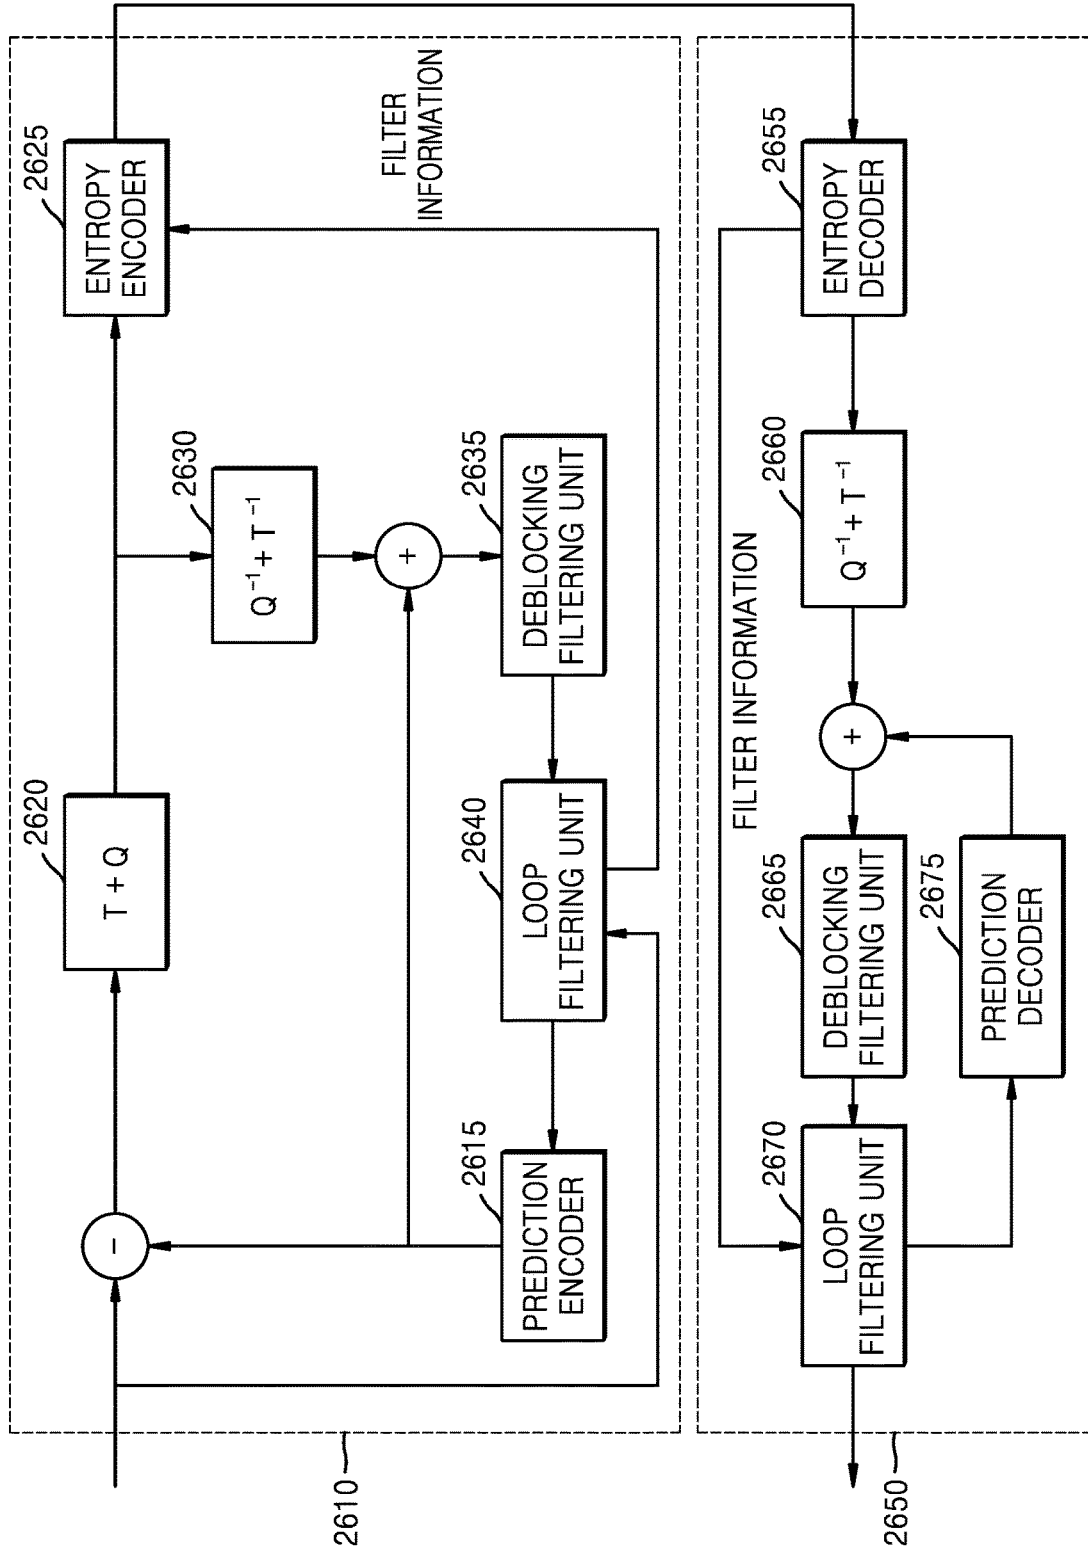 2610
2620
T + Q
2625
ENTROPY
ENCODER
-
2630
Q⁻¹ + T⁻¹
+
FILTER
INFORMATION
2615
PREDICTION
ENCODER
2640
LOOP
FILTERING UNIT
2635
DEBLOCKING
FILTERING UNIT
2650
FILTER INFORMATION
2670
LOOP
FILTERING UNIT
2665
DEBLOCKING
FILTERING UNIT
+
2660
Q⁻¹ + T⁻¹
2655
ENTROPY
DECODER
2675
PREDICTION
DECODER